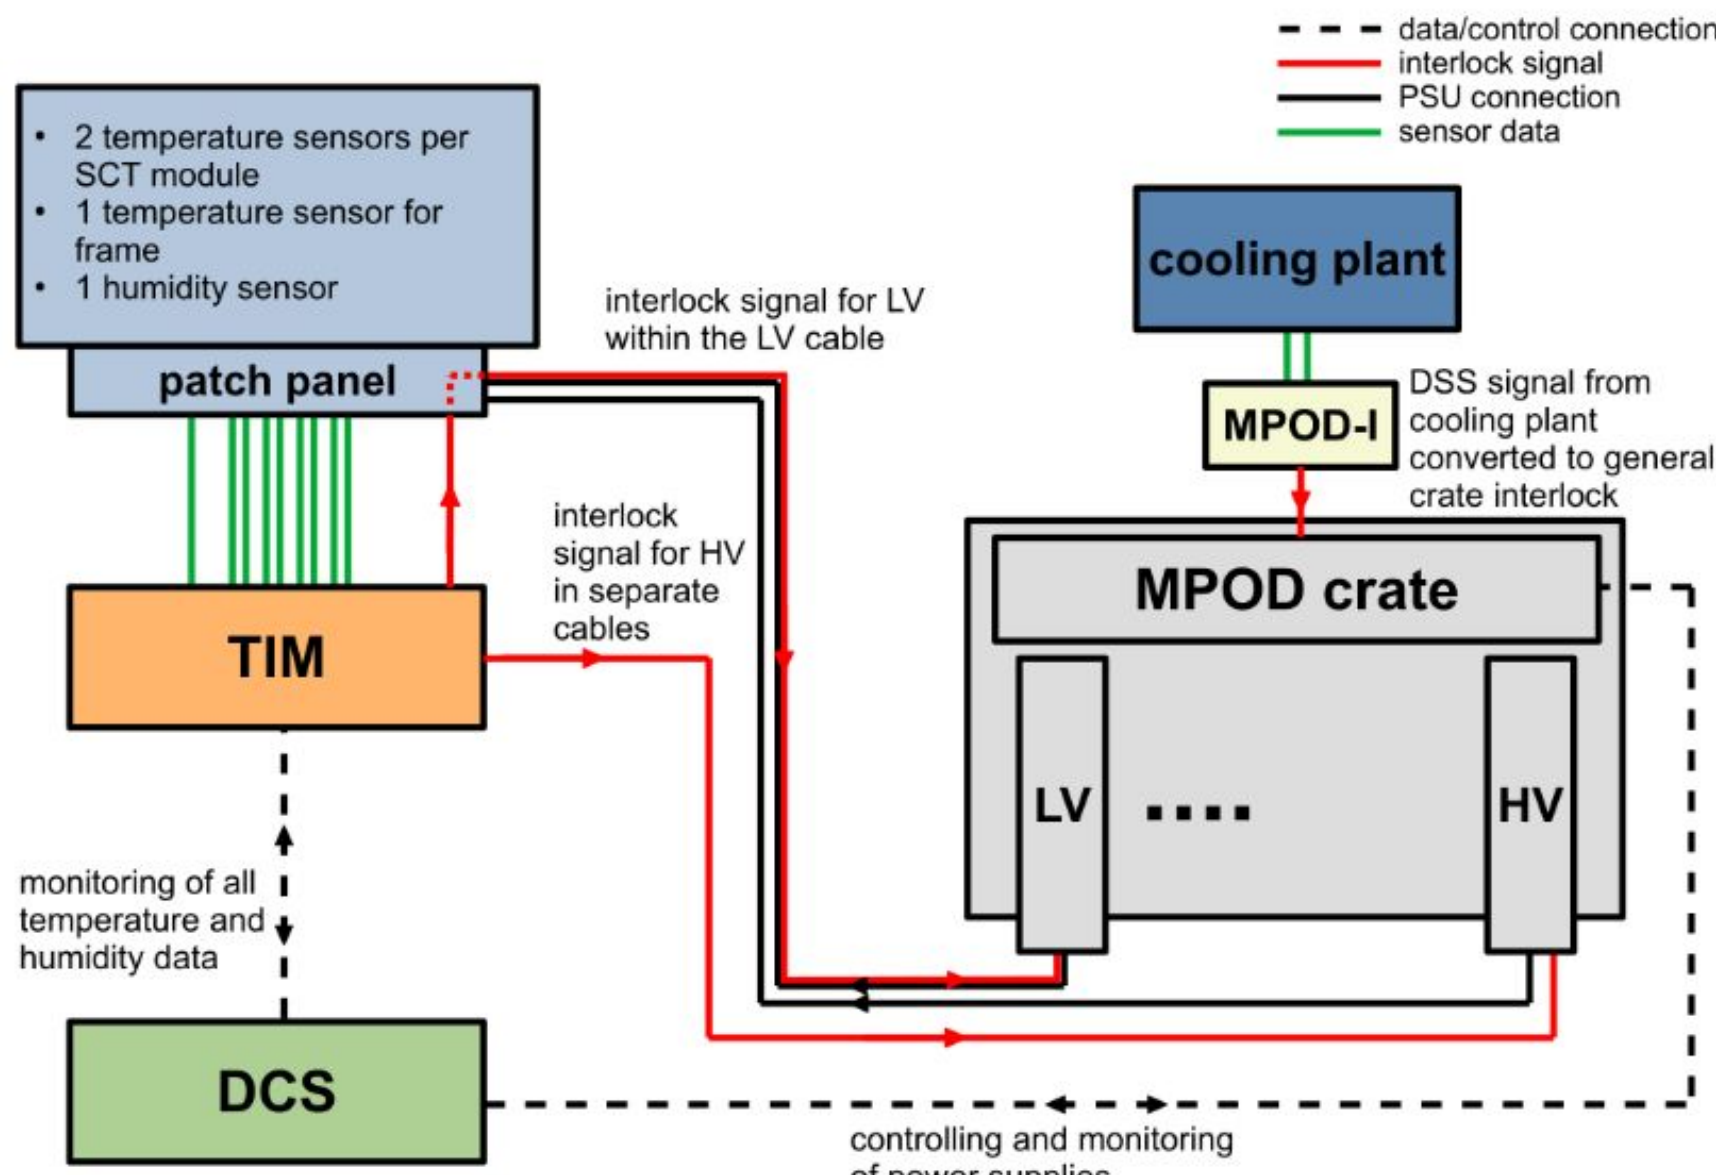 data/control connection
interlock signal
PSU connection
sensor data
• 2 temperature sensors per
SCT module
• 1 temperature sensor for
frame
• 1 humidity sensor
patch panel
interlock signal for LV
within the LV cable
cooling plant
MPOD-I
DSS signal from
cooling plant
converted to general
crate interlock
interlock
signal for HV
in separate
cables
MPOD crate
TIM
LV
....
HV
monitoring of all
temperature and
humidity data
DCS
controlling and monitoring
of power supplies